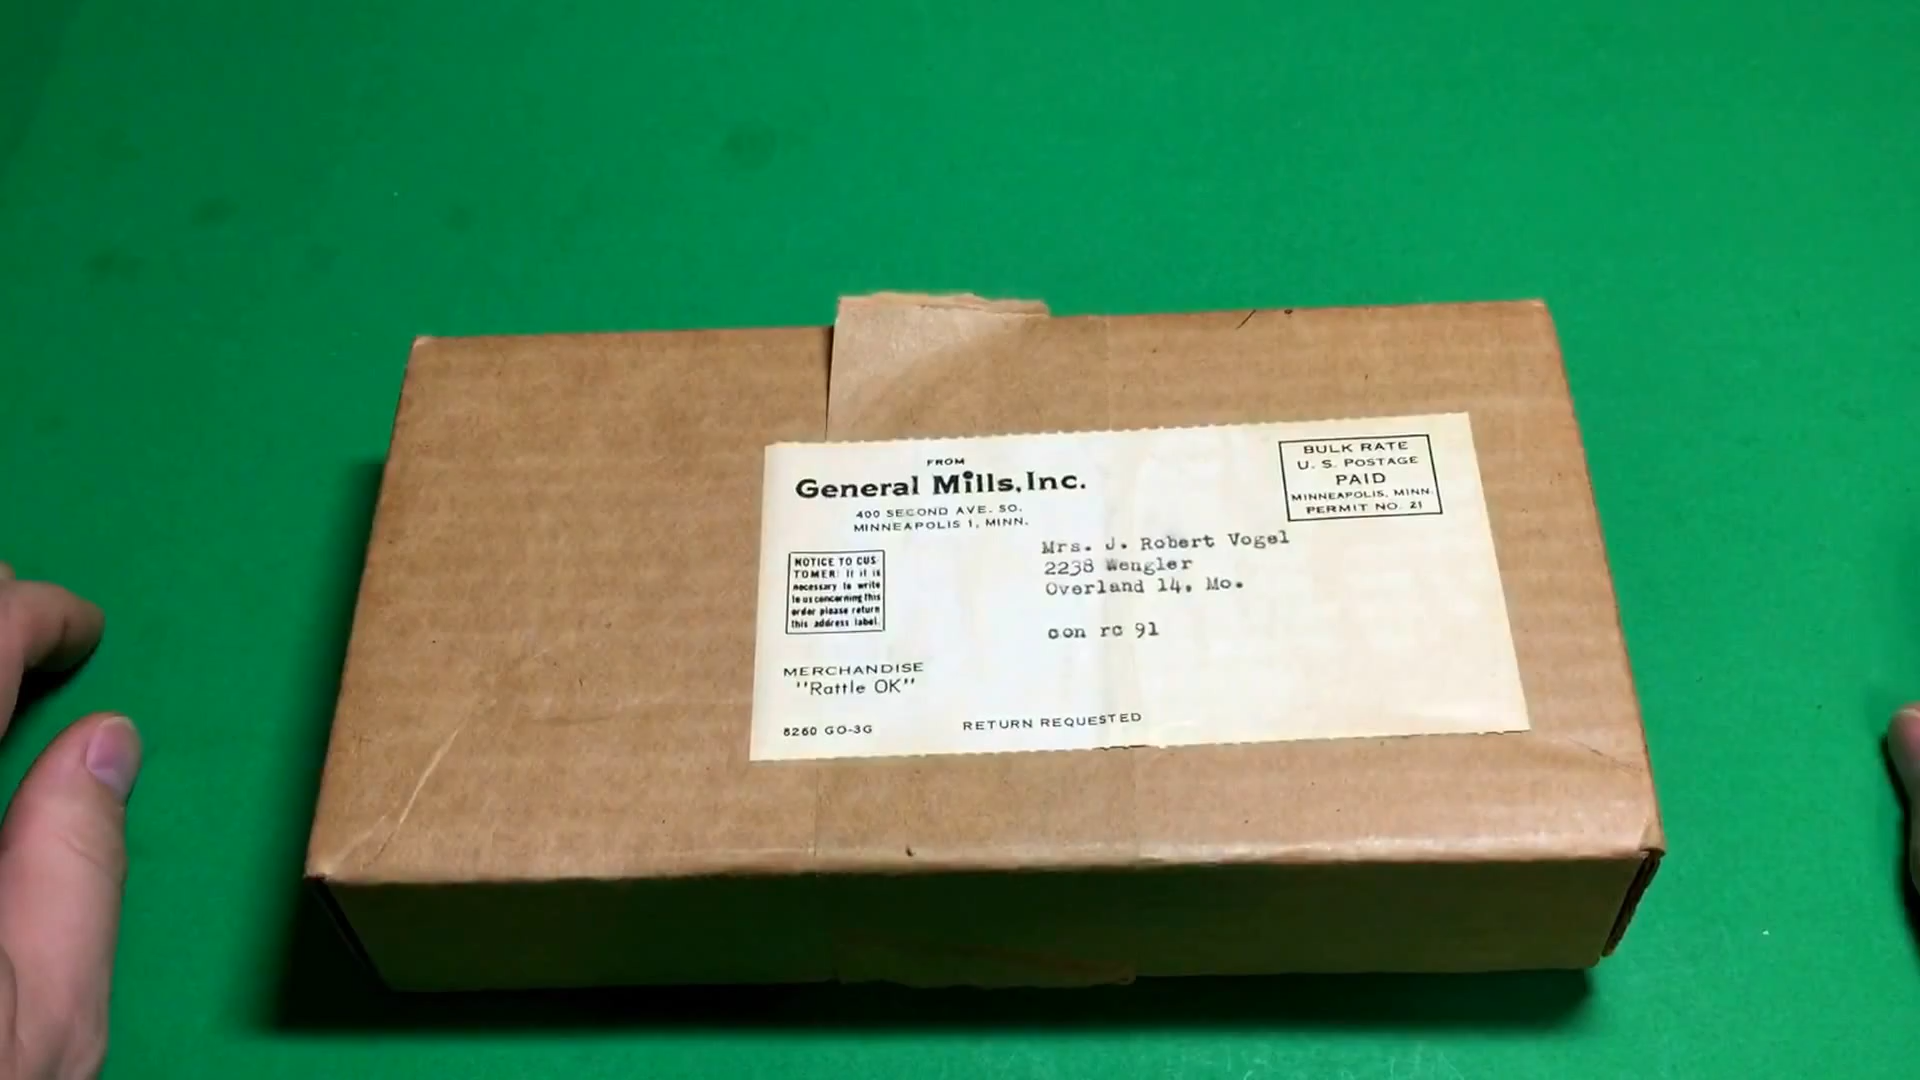 FROM
General Mills, Inc.
400 SECOND AVE. SO.
MINNEAPOLIS 1, MINN.
BULK RATE
U. S. POSTAGE
PAID
MINNEAPOLIS, MINN.
PERMIT NO. 21
Mrs. J. Robert Vogel
2238 Wengler
Overland 14, Mo.
con rc 91
NOTICE TO CUS
TOMER: If it is
necessary to write
to us concerning this
order please return
this address label.
MERCHANDISE
"Rattle OK"
8260 GO-3G
RETURN REQUESTED